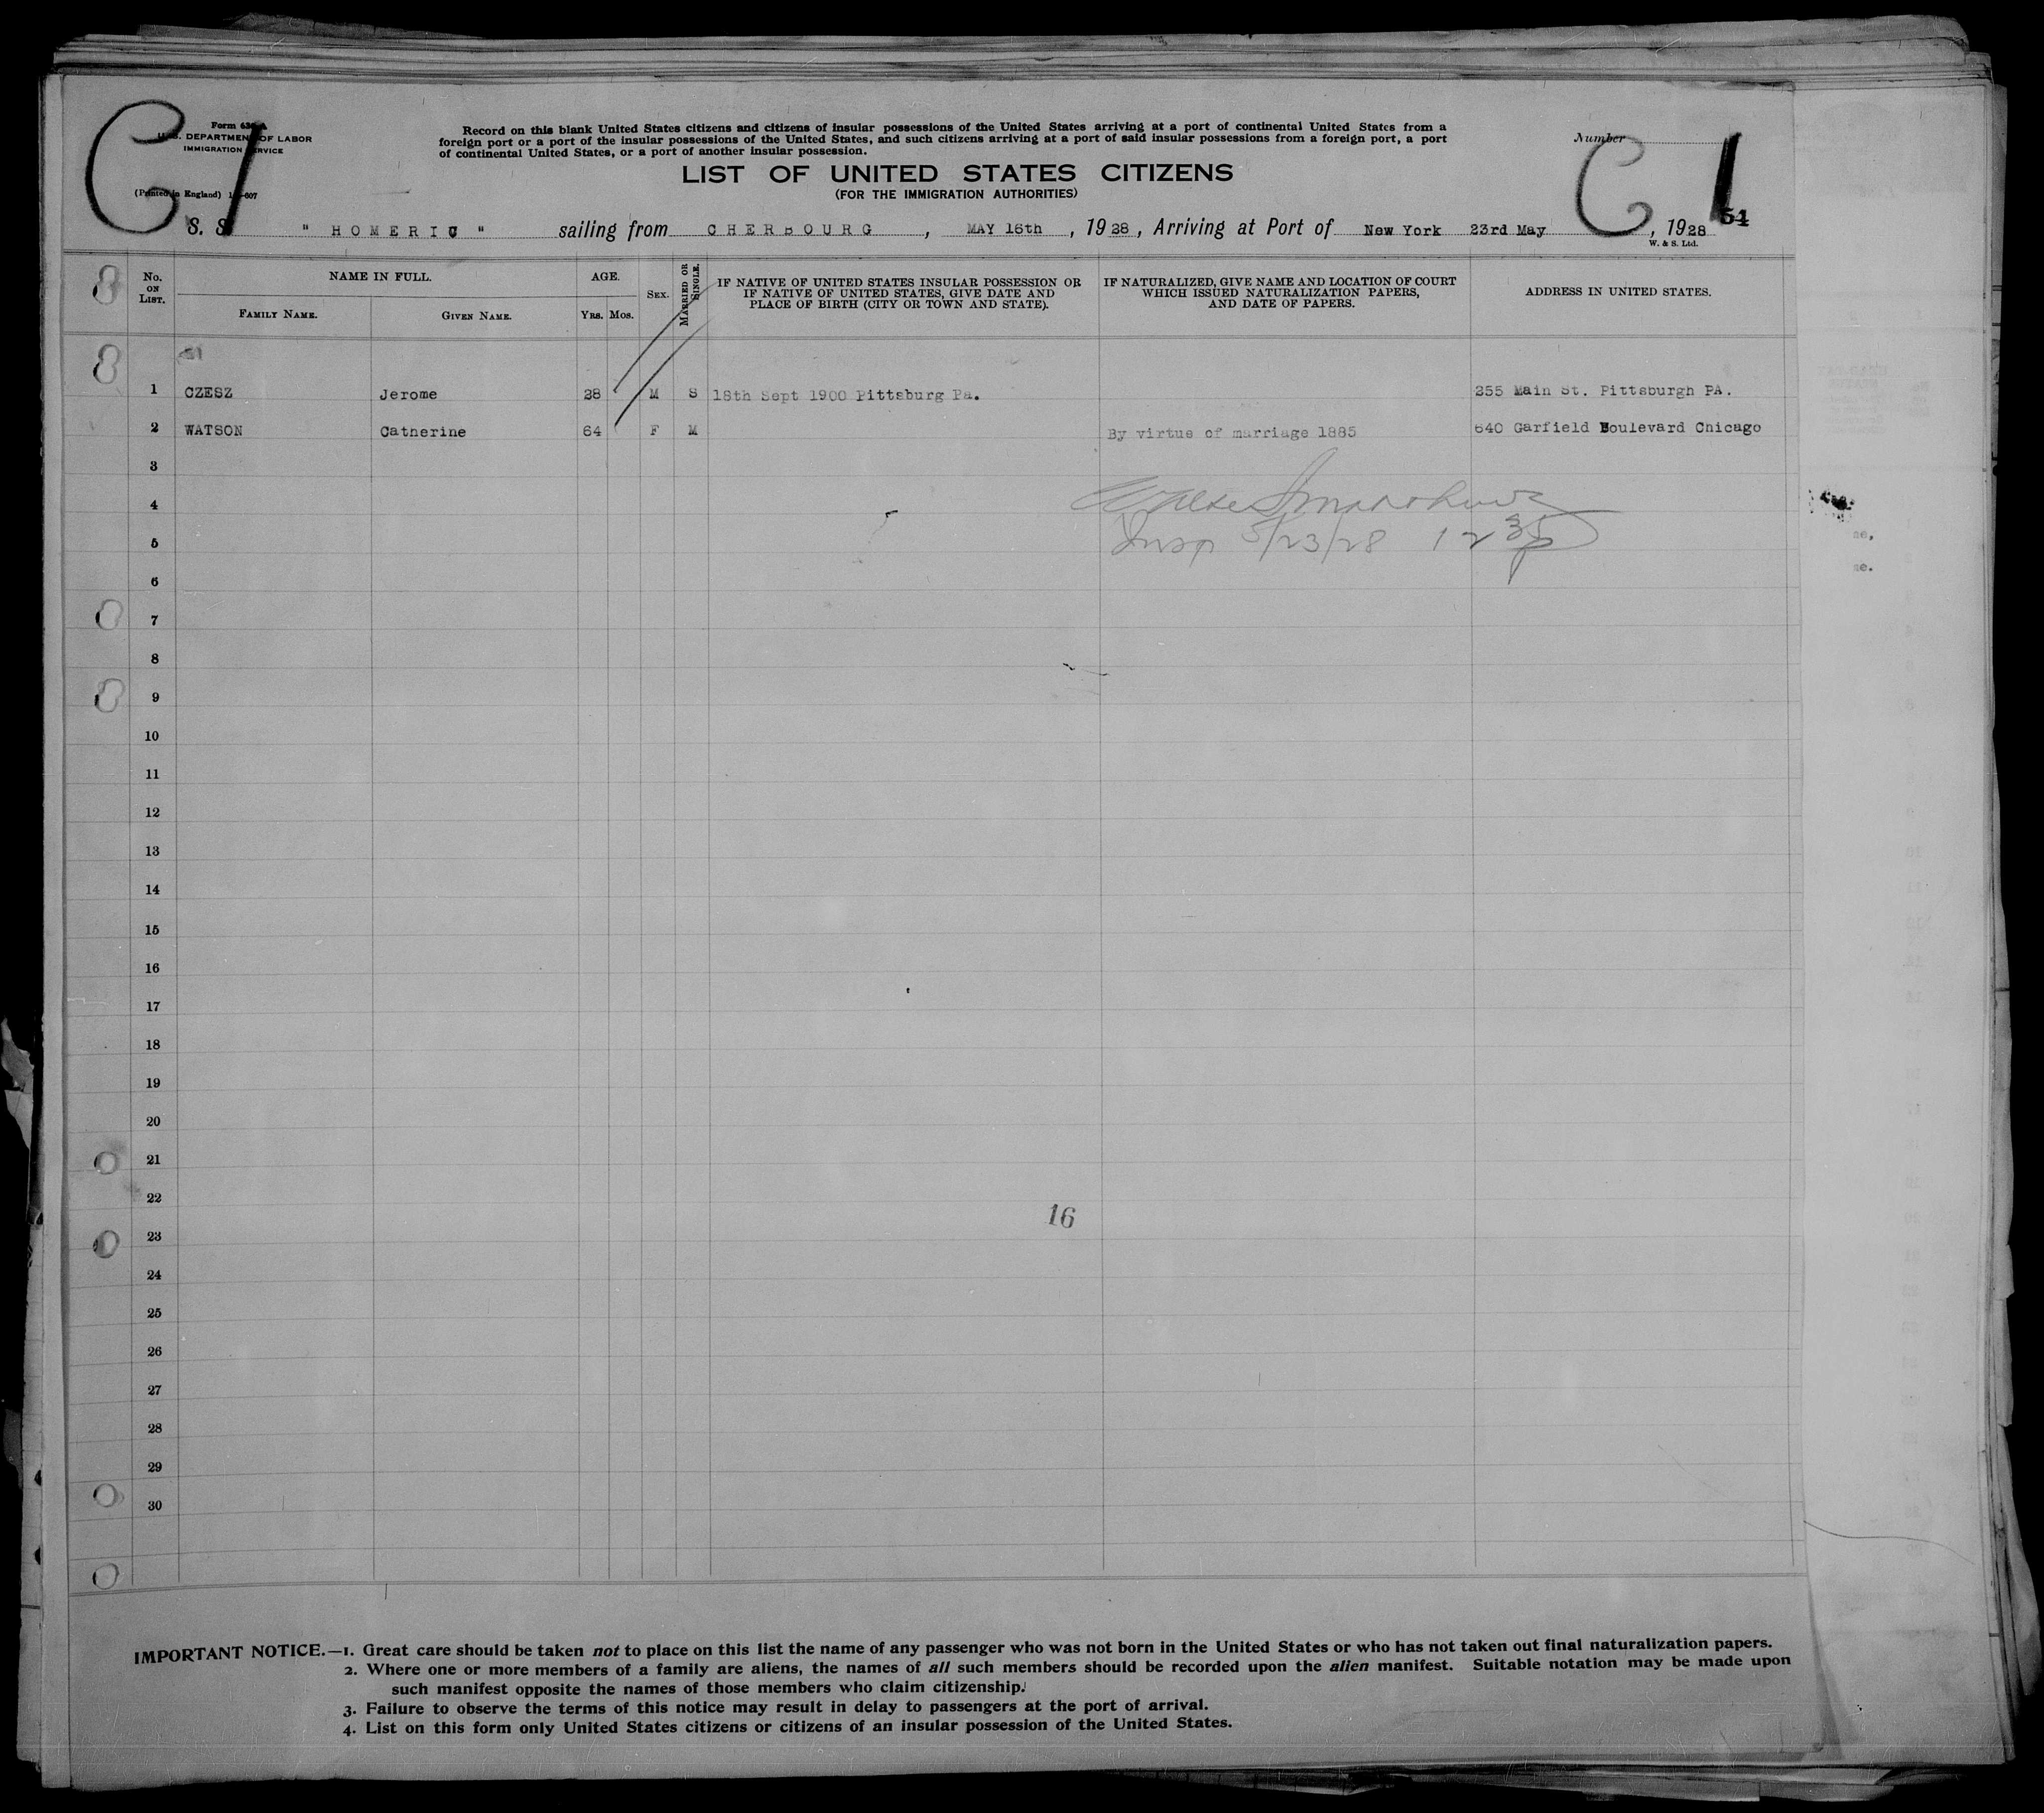 C1
Form 630
U. S. DEPARTMENT OF LABOR
IMMIGRATION SERVICE
(Printed in England)
Record on this blank United States citizens and citizens of insular possessions of the United States arriving at a port of continental United States from a
foreign port or a port of the insular possessions of the United States, and such citizens arriving at a port of said insular possessions from a foreign port, a port
of continental United States, or a port of another insular possession.
Number
C 1
LIST OF UNITED STATES CITIZENS
(FOR THE IMMIGRATION AUTHORITIES)
S. S. " HOMERIC " sailing from CHERBOURG, MAY 16th, 1928, Arriving at Port of New York 23rd May, 1928 51
W. & S. Ltd.
No. ON LIST. NAME IN FULL. AGE. SEX. MARRIED OR SINGLE. IF NATIVE OF UNITED STATES INSULAR POSSESSION OR IF NATIVE OF UNITED STATES, GIVE DATE AND PLACE OF BIRTH (CITY OR TOWN AND STATE). IF NATURALIZED, GIVE NAME AND LOCATION OF COURT WHICH ISSUED NATURALIZATION PAPERS, AND DATE OF PAPERS. ADDRESS IN UNITED STATES.
FAMILY NAME. GIVEN NAME. YRS. MOS.
1 CZESZ Jerome 28 M S 18th Sept 1900 Pittsburg Pa. 255 Main St. Pittsburgh PA.
2 WATSON Catherine 64 F M By virtue of marriage 1885 640 Garfield Boulevard Chicago
3
4
5 Insp 5/23/28 12 35 p
6
7
8
9
10
11
12
13
14
15
16
17
18
19
20
21
22
16
23
24
25
26
27
28
29
30
IMPORTANT NOTICE.—1. Great care should be taken not to place on this list the name of any passenger who was not born in the United States or who has not taken out final naturalization papers.
2. Where one or more members of a family are aliens, the names of all such members should be recorded upon the alien manifest. Suitable notation may be made upon
such manifest opposite the names of those members who claim citizenship.
3. Failure to observe the terms of this notice may result in delay to passengers at the port of arrival.
4. List on this form only United States citizens or citizens of an insular possession of the United States.